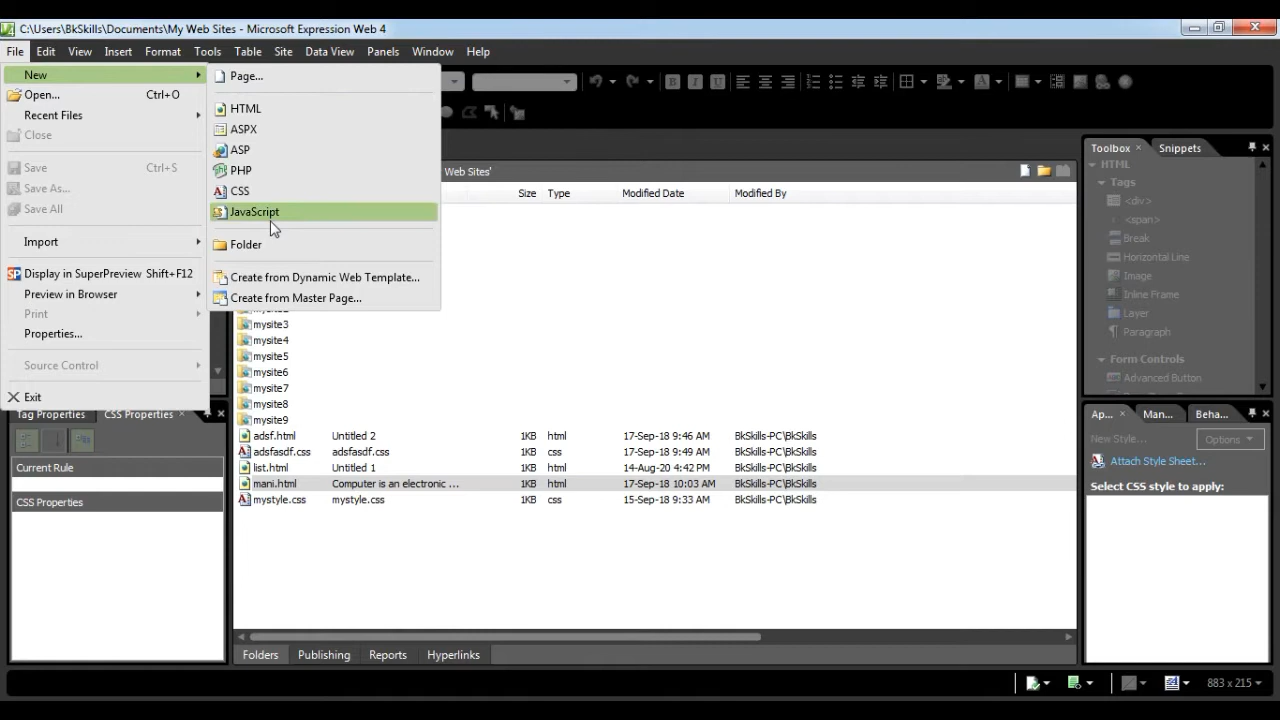 C:\Users\BkSkills\Documents\My Web Sites - Microsoft Expression Web 4
File Edit View Insert Format Tools Table Site Data View Panels Window Help
New
Open... Ctrl+O
Recent Files
Close
Save Ctrl+S
Save As...
Save All
Import
Display in SuperPreview Shift+F12
Preview in Browser
Print
Properties...
Source Control
Exit
Page...
HTML
ASPX
ASP
PHP
CSS
JavaScript
Folder
Create from Dynamic Web Template...
Create from Master Page...
Web Sites'
Size Type Modified Date Modified By
mysite3
mysite4
mysite5
mysite6
mysite7
mysite8
mysite9
adsf.html Untitled 2 1KB html 17-Sep-18 9:46 AM BkSkills-PC\BkSkills
adsfasdf.css adsfasdf.css 1KB css 17-Sep-18 9:49 AM BkSkills-PC\BkSkills
list.html Untitled 1 1KB html 14-Aug-20 4:42 PM BkSkills-PC\BkSkills
mani.html Computer is an electronic ... 1KB html 17-Sep-18 10:03 AM BkSkills-PC\BkSkills
mystyle.css mystyle.css 1KB css 15-Sep-18 9:33 AM BkSkills-PC\BkSkills
Folders Publishing Reports Hyperlinks
Tag Properties CSS Properties
Current Rule
CSS Properties
Toolbox Snippets
HTML
Tags
<div>
<span>
Break
Horizontal Line
Image
Inline Frame
Layer
Paragraph
Form Controls
Advanced Button
Ap... Man... Beha...
New Style... Options
Attach Style Sheet...
Select CSS style to apply:
883 x 215